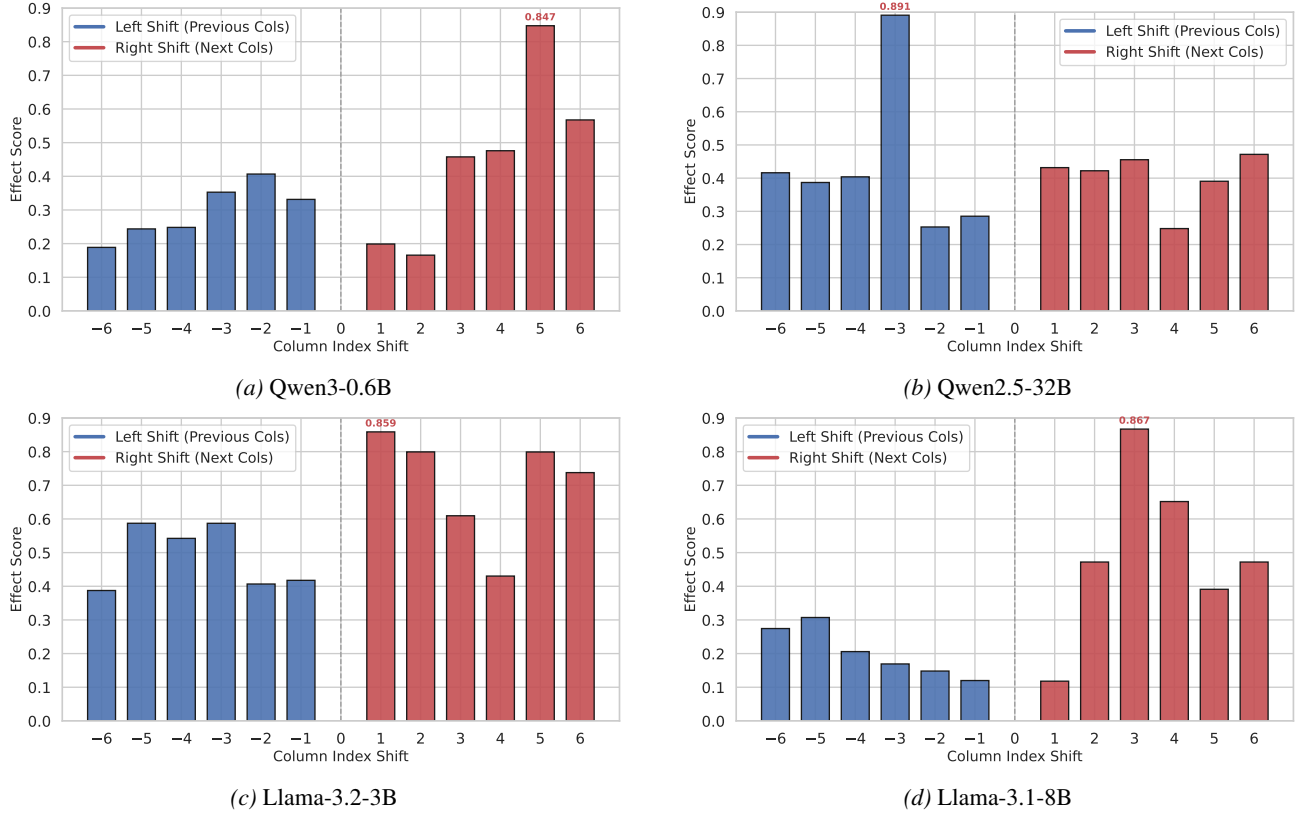 0.847
0.9
0.8
0.7
0.6
0.5
0.4
0.3
0.2
0.1
0.0
Effect Score
Left Shift (Previous Cols)
Right Shift (Next Cols)
−6 −5 −4 −3 −2 −1 0 1 2 3 4 5 6
Column Index Shift
(a) Qwen3-0.6B
0.891
0.9
0.8
0.7
0.6
0.5
0.4
0.3
0.2
0.1
0.0
Effect Score
Left Shift (Previous Cols)
Right Shift (Next Cols)
−6 −5 −4 −3 −2 −1 0 1 2 3 4 5 6
Column Index Shift
(b) Qwen2.5-32B
0.859
0.9
0.8
0.7
0.6
0.5
0.4
0.3
0.2
0.1
0.0
Effect Score
Left Shift (Previous Cols)
Right Shift (Next Cols)
−6 −5 −4 −3 −2 −1 0 1 2 3 4 5 6
Column Index Shift
(c) Llama-3.2-3B
0.867
0.9
0.8
0.7
0.6
0.5
0.4
0.3
0.2
0.1
0.0
Effect Score
Left Shift (Previous Cols)
Right Shift (Next Cols)
−6 −5 −4 −3 −2 −1 0 1 2 3 4 5 6
Column Index Shift
(d) Llama-3.1-8B